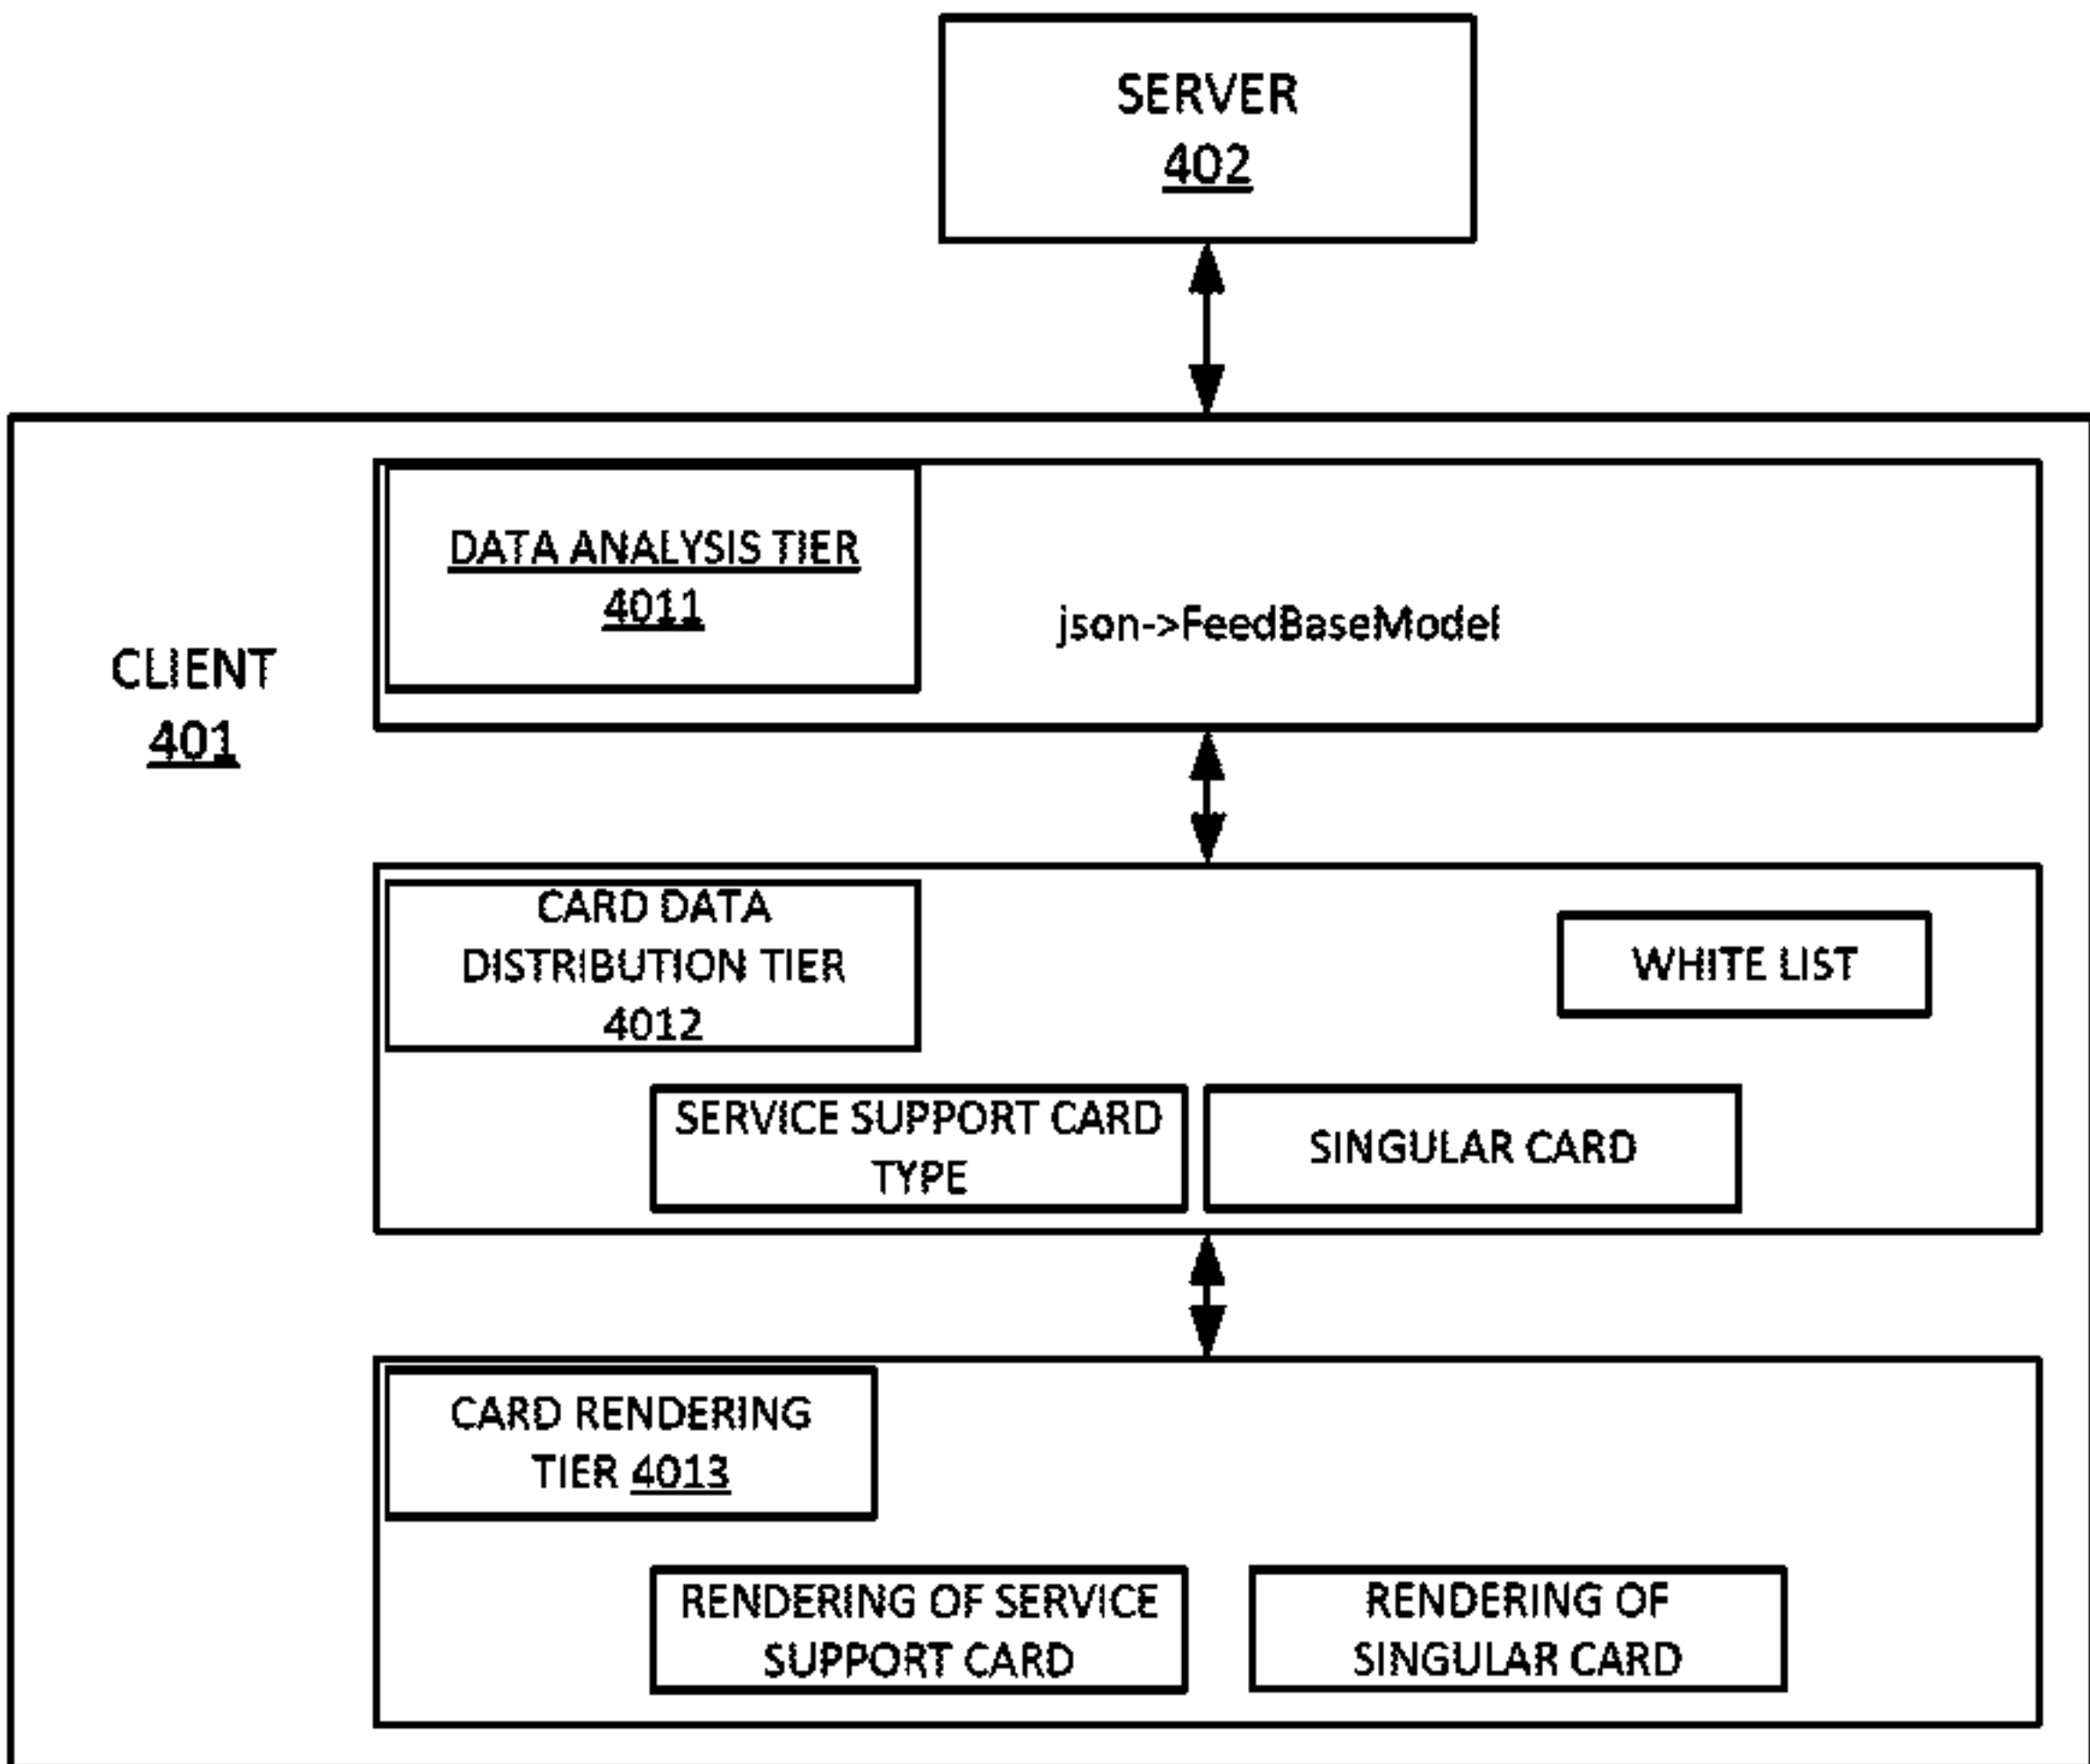 SERVER
402
DATA ANALYSIS TIER
4011
json->FeedBaseModel
CLIENT
401
CARD DATA
DISTRIBUTION TIER
4012
WHITE LIST
SERVICE SUPPORT CARD
TYPE
SINGULAR CARD
CARD RENDERING
TIER 4013
RENDERING OF SERVICE
SUPPORT CARD
RENDERING OF
SINGULAR CARD